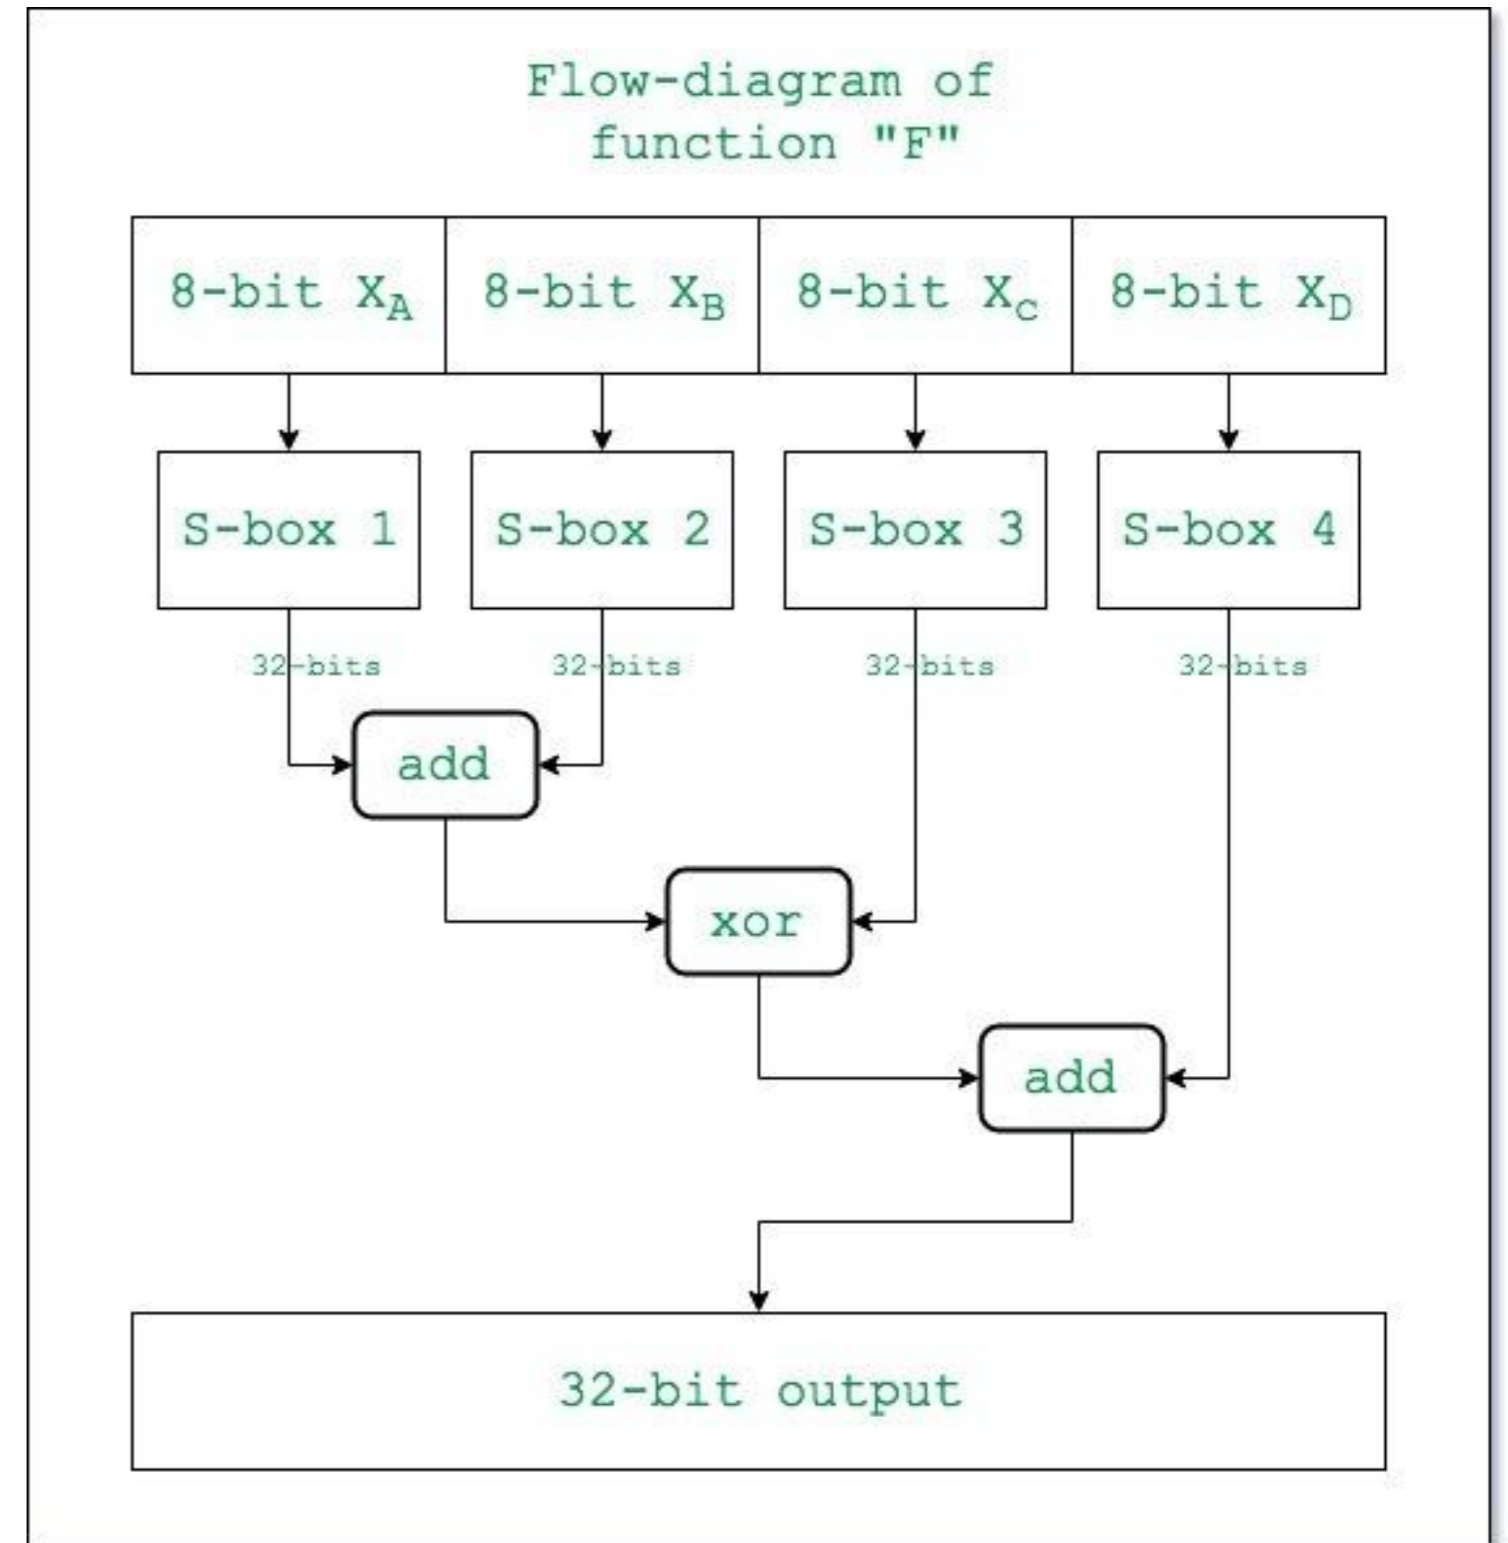 Flow-diagram of
function "F"
8-bit XA 8-bit XB 8-bit Xc 8-bit XD
S-box 1 S-box 2 S-box 3 S-box 4
32-bits 32-bits 32-bits 32-bits
add
xor
add
32-bit output